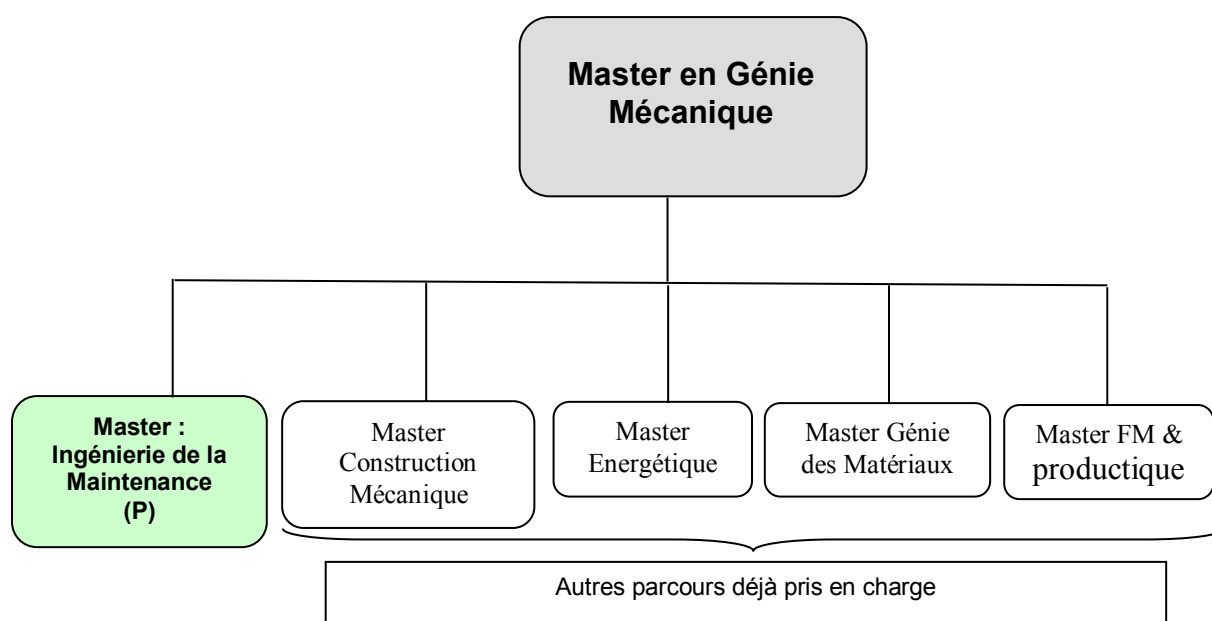 Master en Génie
Mécanique
Master :
Ingénierie de la
Maintenance
(P)
Master
Construction
Mécanique
Master
Energétique
Master Génie
des Matériaux
Master FM &
productique
Autres parcours déjà pris en charge